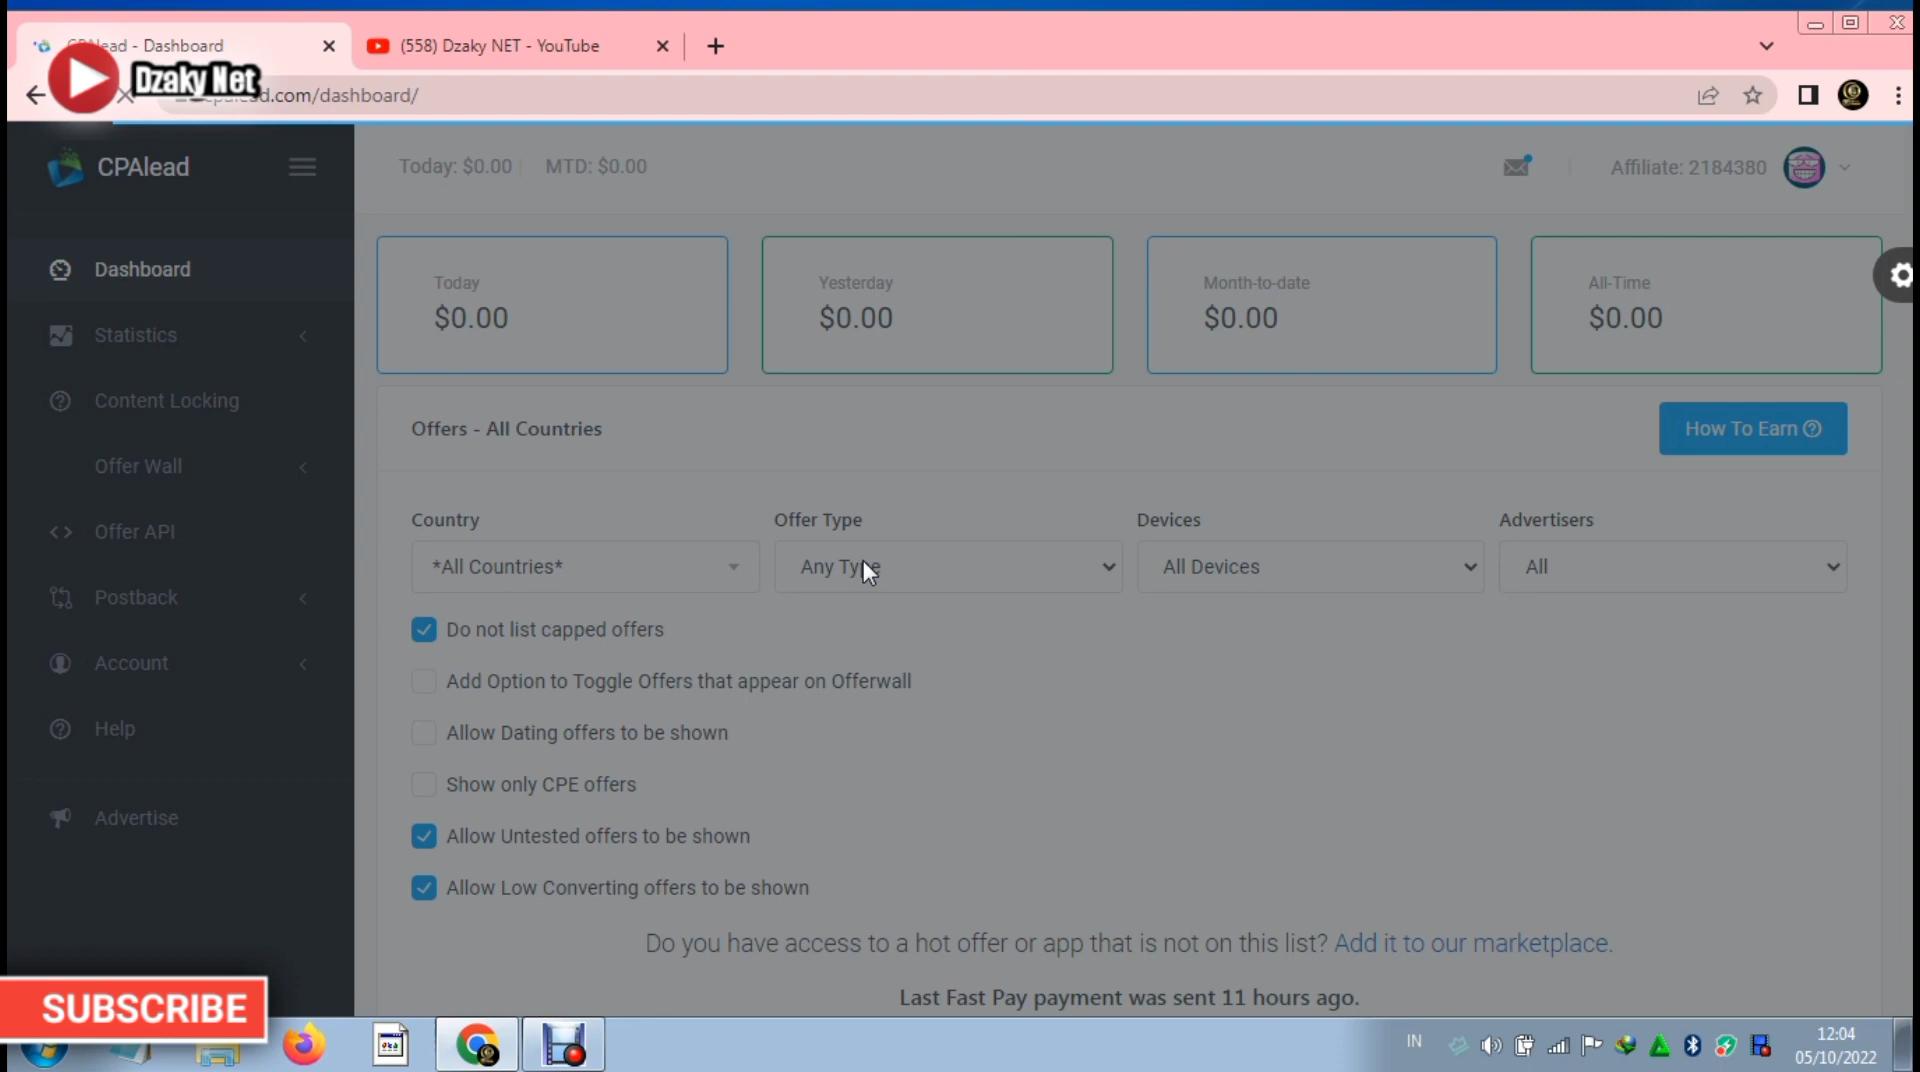 CPAlead - Dashboard
(558) Dzaky NET - YouTube
Dzaky Net
d.com/dashboard/
CPAlead
Today: $0.00
MTD: $0.00
Affiliate: 2184380
Dashboard
Statistics
Content Locking
Offer Wall
Offer API
Postback
Account
Help
Advertise
Today
$0.00
Yesterday
$0.00
Month-to-date
$0.00
All-Time
$0.00
Offers - All Countries
How To Earn
Country
Offer Type
Devices
Advertisers
*All Countries*
Any Type
All Devices
All
Do not list capped offers
Add Option to Toggle Offers that appear on Offerwall
Allow Dating offers to be shown
Show only CPE offers
Allow Untested offers to be shown
Allow Low Converting offers to be shown
Do you have access to a hot offer or app that is not on this list? Add it to our marketplace.
Last Fast Pay payment was sent 11 hours ago.
SUBSCRIBE
IN
12:04
05/10/2022